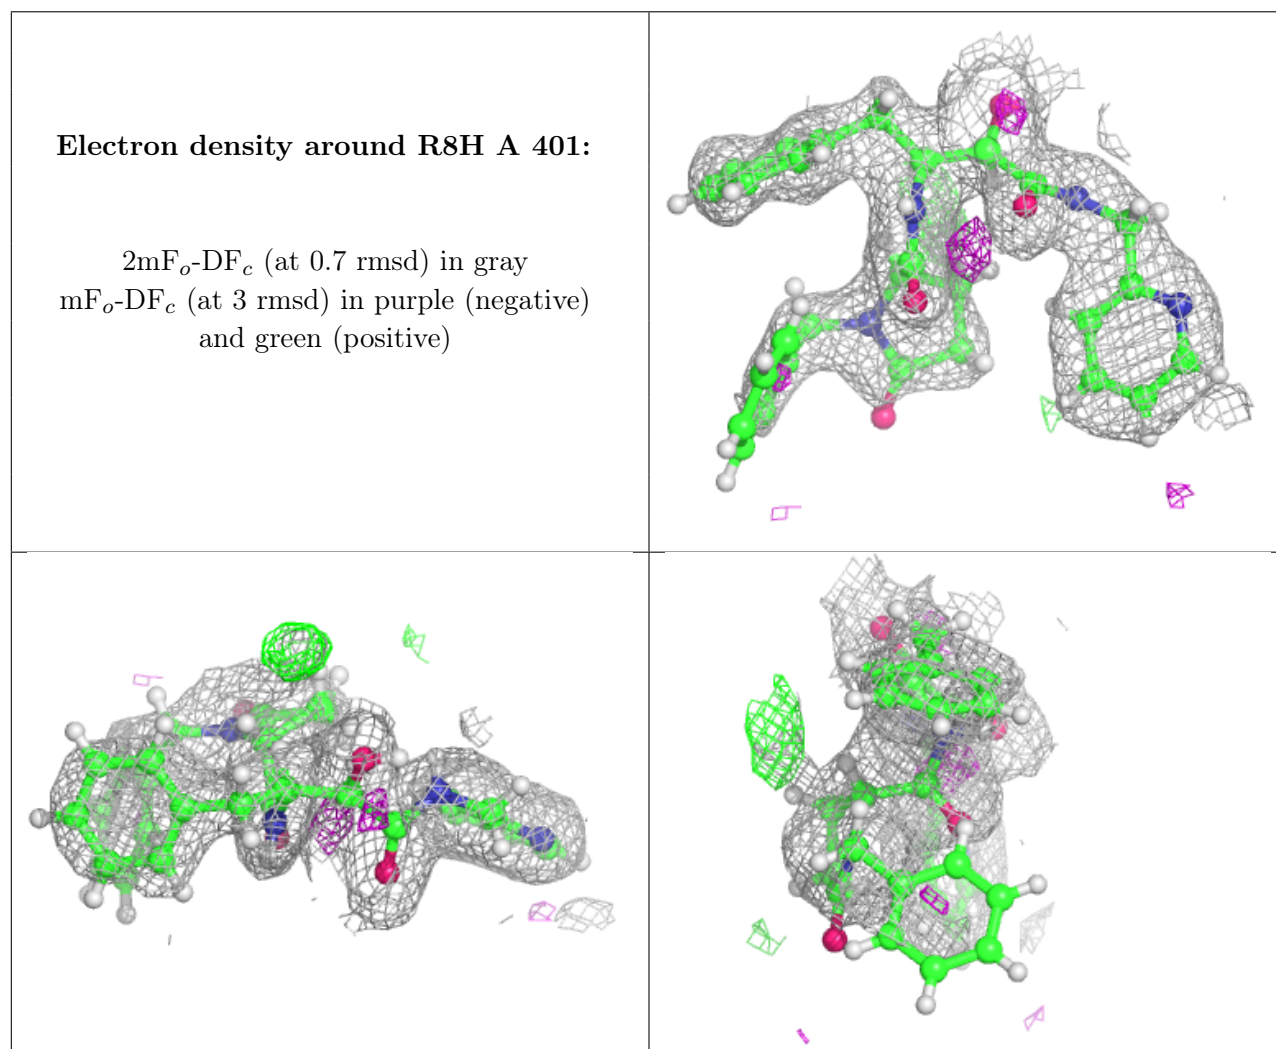 Electron density around R8H A 401:
2mFo-DFc (at 0.7 rmsd) in gray
mFo-DFc (at 3 rmsd) in purple (negative)
and green (positive)